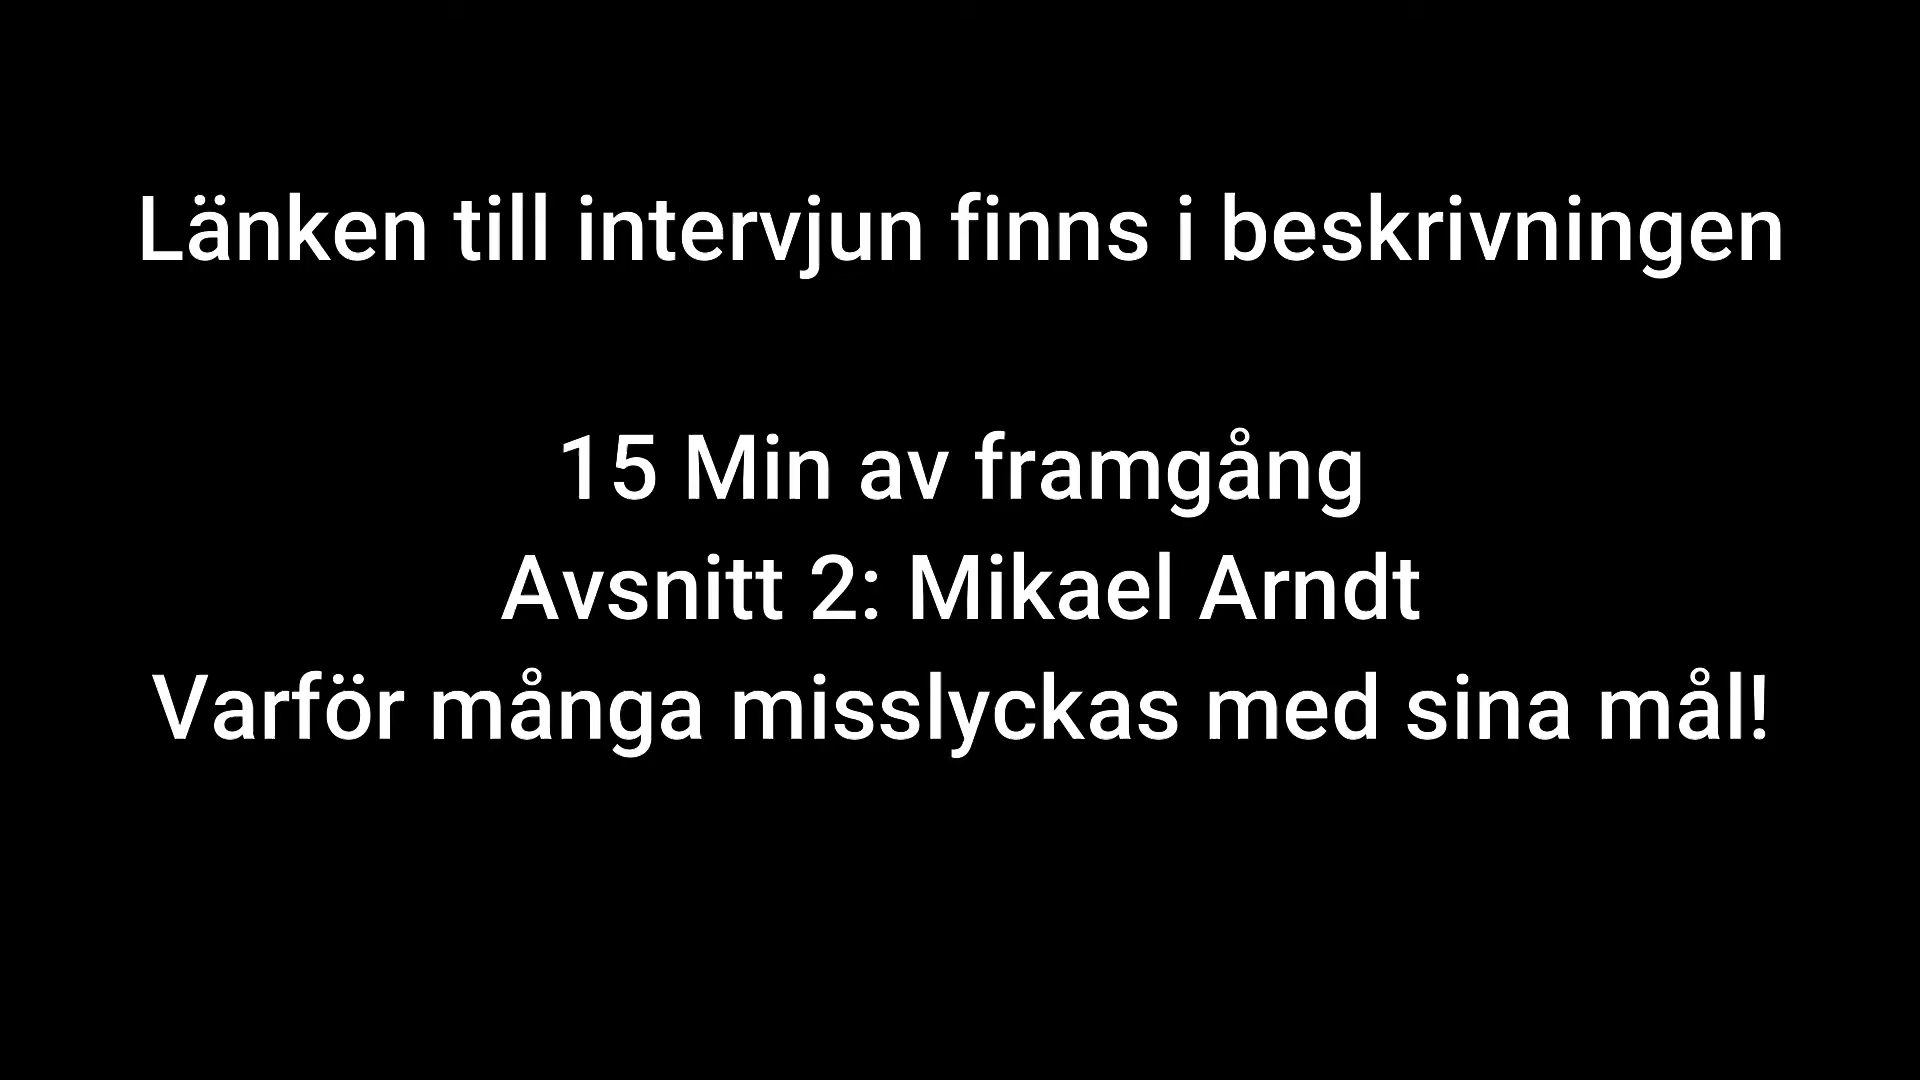 Länken till intervjun finns i beskrivningen
15 Min av framgång
Avsnitt 2: Mikael Arndt
Varför många misslyckas med sina mål!